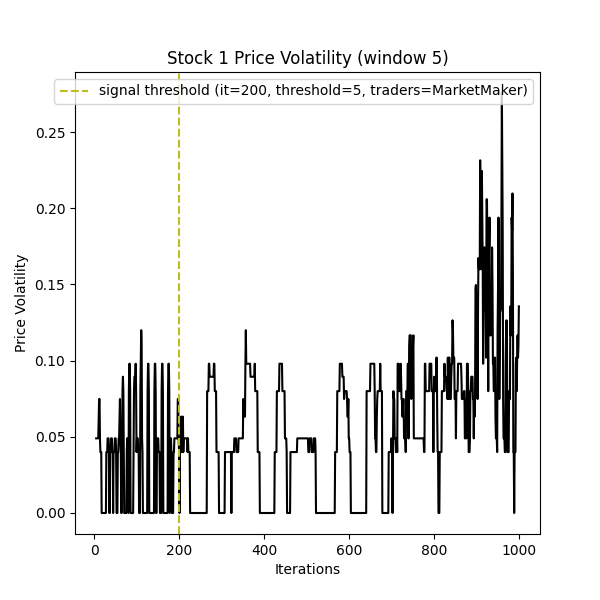 Stock 1 Price Volatility (window 5)
signal threshold (it=200, threshold=5, traders=MarketMaker)
0.25
0.20
0.15
0.10
0.05
0.00
Price Volatility
0 200 400 600 800 1000
Iterations